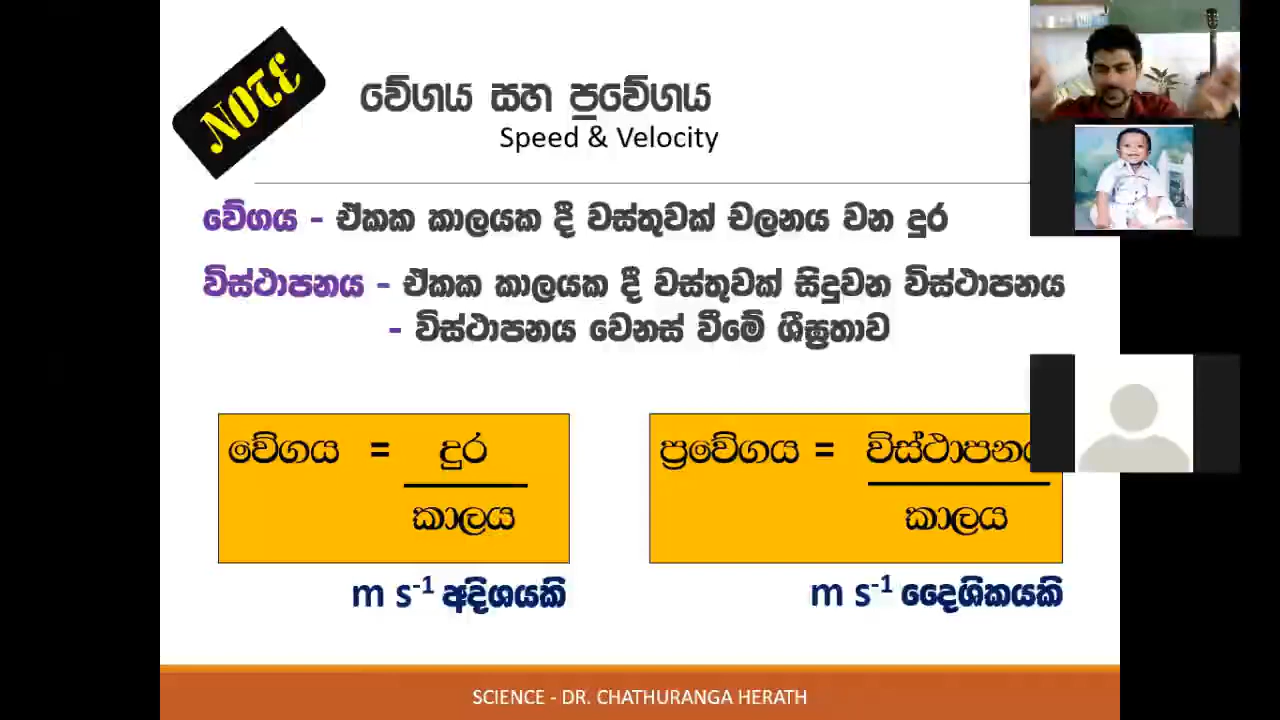 NOTE
වේගය සහ ප්‍රවේගය
Speed & Velocity
වේගය - ඒකක කාලයක දී වස්තුවක් චලනය වන දුර
විස්ථාපනය - ඒකක කාලයක දී වස්තුවක් සිදුවන විස්ථාපනය
- විස්ථාපනය වෙනස් වීමේ ශීඝ්‍රතාව
වේගය = දුර
කාලය
m s⁻¹ අදිශයකි
ප්‍රවේගය = විස්ථාපනය
කාලය
m s⁻¹ දෛශිකයකි
SCIENCE - DR. CHATHURANGA HERATH